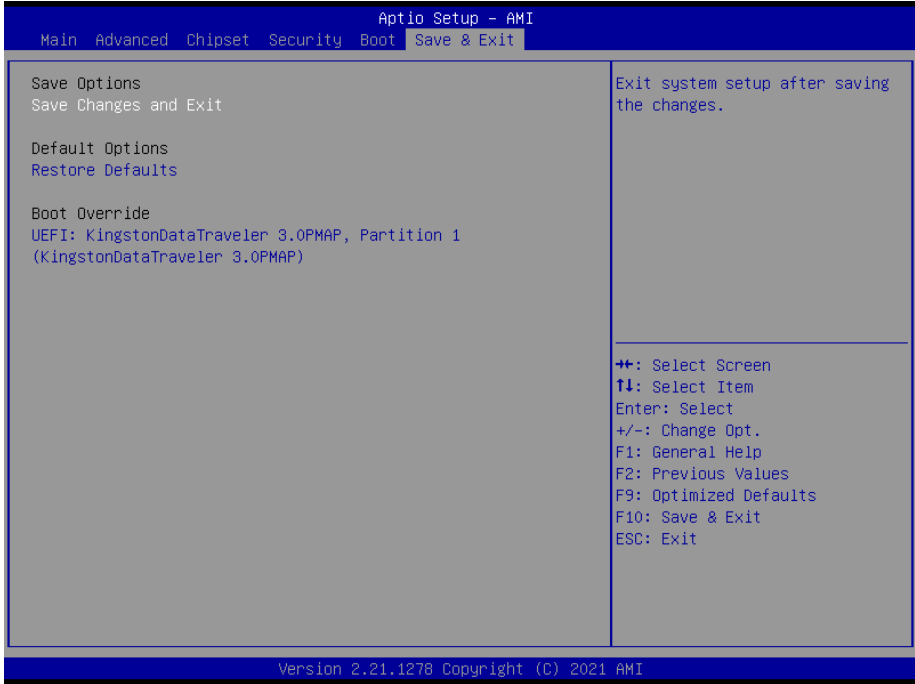 Aptio Setup – AMI
Main Advanced Chipset Security Boot Save & Exit
Save Options
Save Changes and Exit
Default Options
Restore Defaults
Boot Override
UEFI: KingstonDataTraveler 3.0PMAP, Partition 1
(KingstonDataTraveler 3.0PMAP)
Exit system setup after saving
the changes.
→←: Select Screen
↑↓: Select Item
Enter: Select
+/-: Change Opt.
F1: General Help
F2: Previous Values
F9: Optimized Defaults
F10: Save & Exit
ESC: Exit
Version 2.21.1278 Copyright (C) 2021 AMI